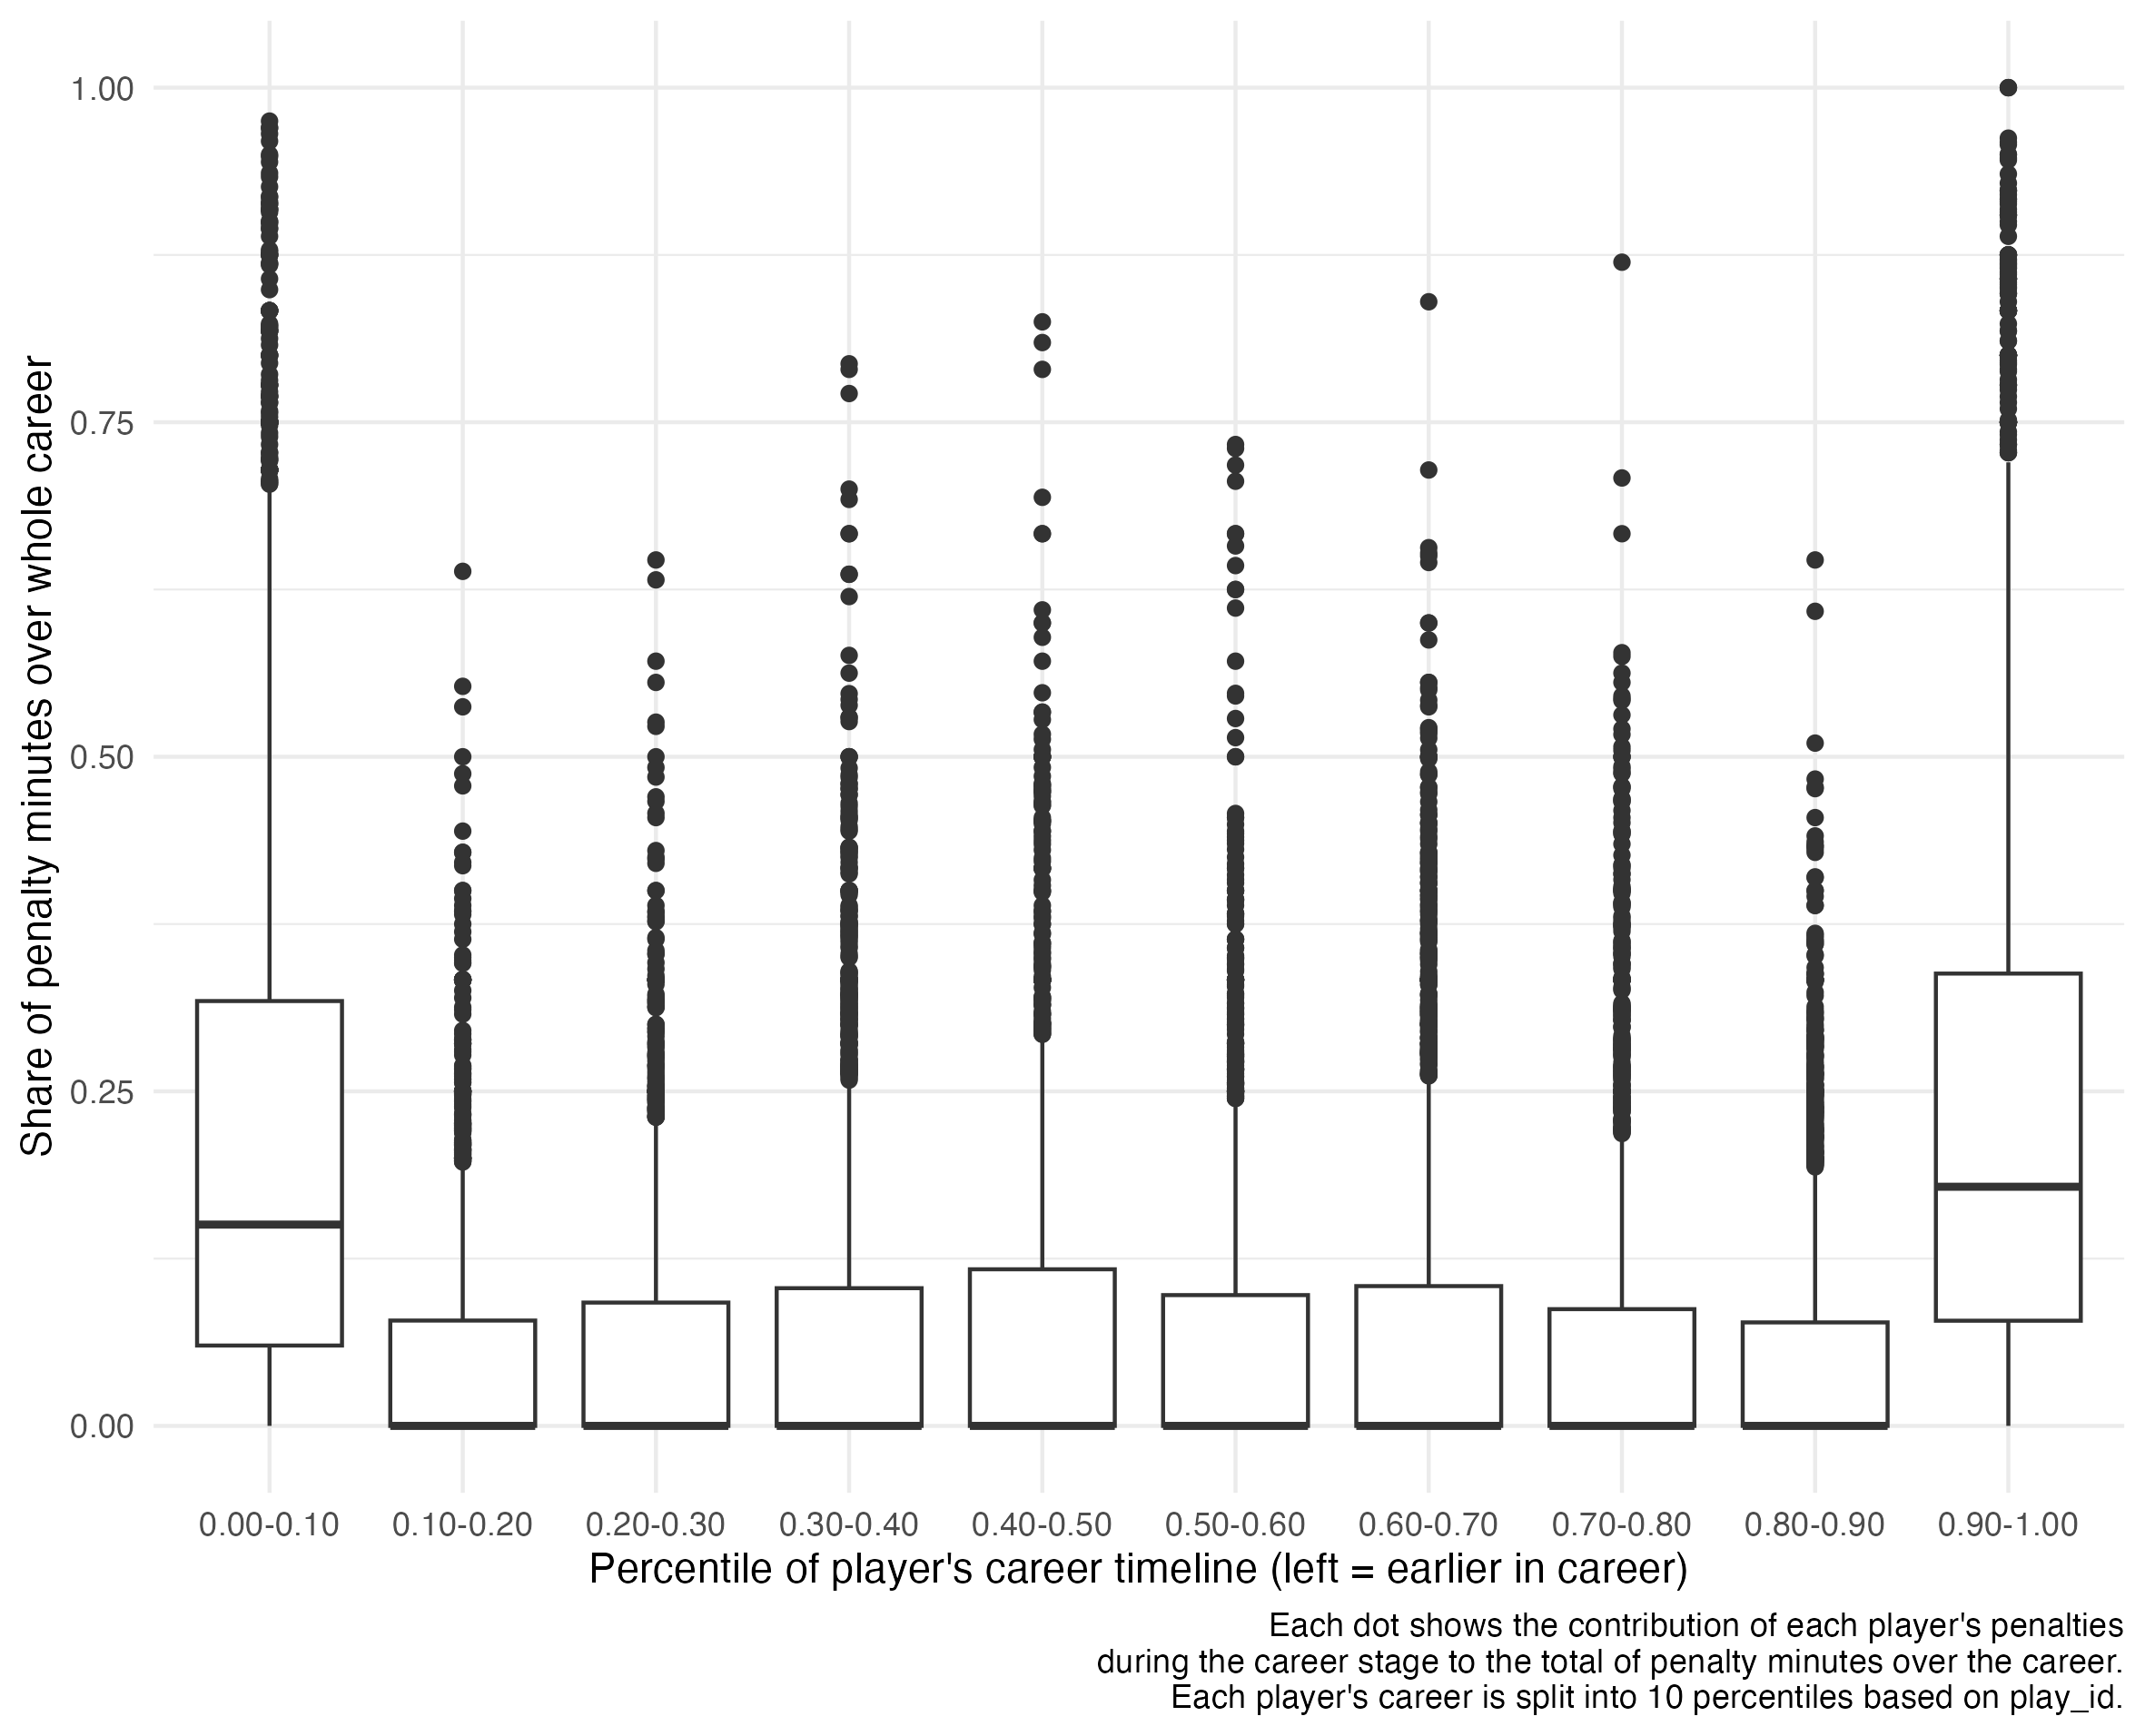 Share of penalty minutes over whole career
1.00
0.75
0.50
0.25
0.00
0.00-0.10 0.10-0.20 0.20-0.30 0.30-0.40 0.40-0.50 0.50-0.60 0.60-0.70 0.70-0.80 0.80-0.90 0.90-1.00
Percentile of player's career timeline (left = earlier in career)
Each dot shows the contribution of each player's penalties
during the career stage to the total of penalty minutes over the career.
Each player's career is split into 10 percentiles based on play_id.